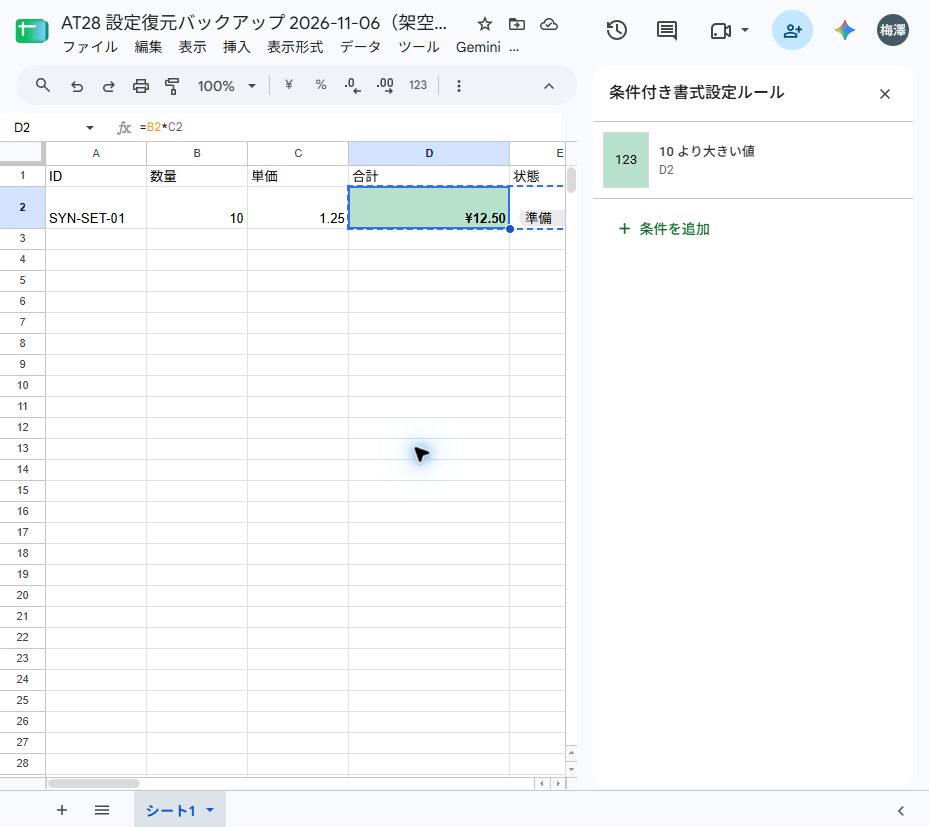 AT28 設定復元バックアップ 2026-11-06（架空...
ファイル 編集 表示 挿入 表示形式 データ ツール Gemini ...
梅澤
100% ¥ % .0 .00 123
D2 fx =B2*C2
A B C D E
1 ID 数量 単価 合計 状態
2 SYN-SET-01 10 1.25 ¥12.50 準備
3
4
5
6
7
8
9
10
11
12
13
14
15
16
17
18
19
20
21
22
23
24
25
26
27
28
シート1
条件付き書式設定ルール
123 10 より大きい値
D2
+ 条件を追加